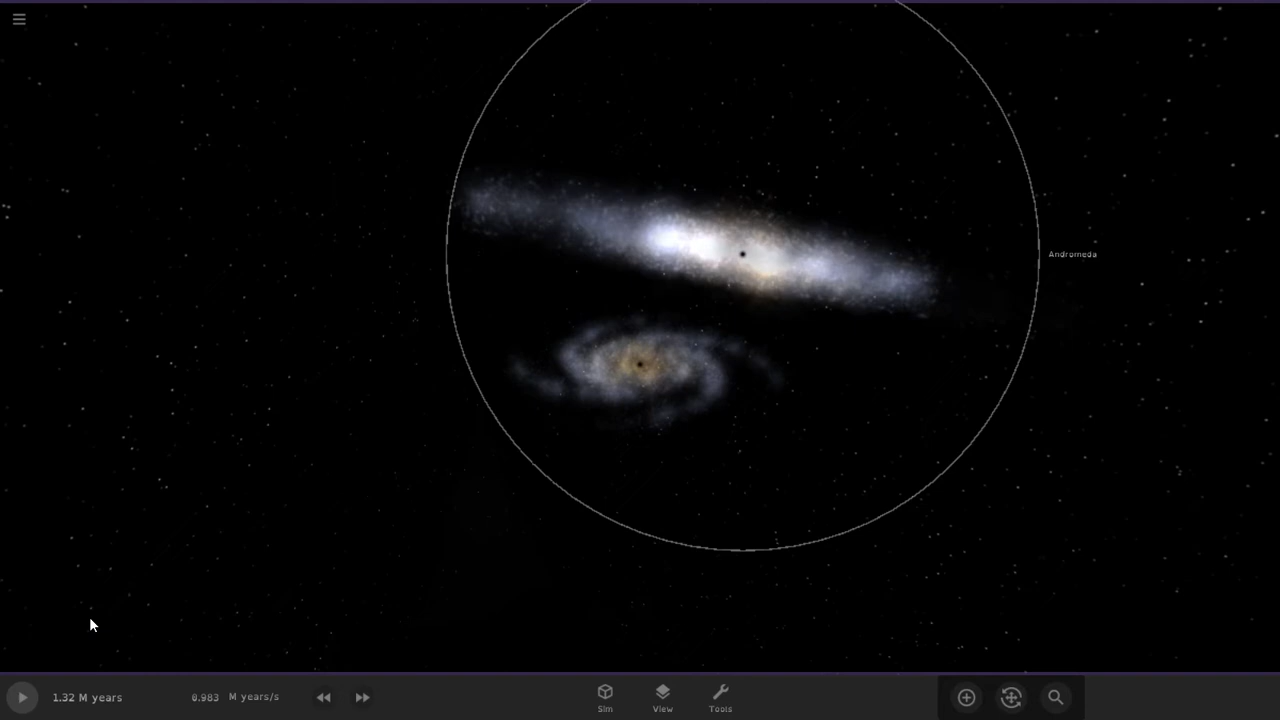 Andromeda
1.32 M years
0.983 M years/s
Sim
View
Tools